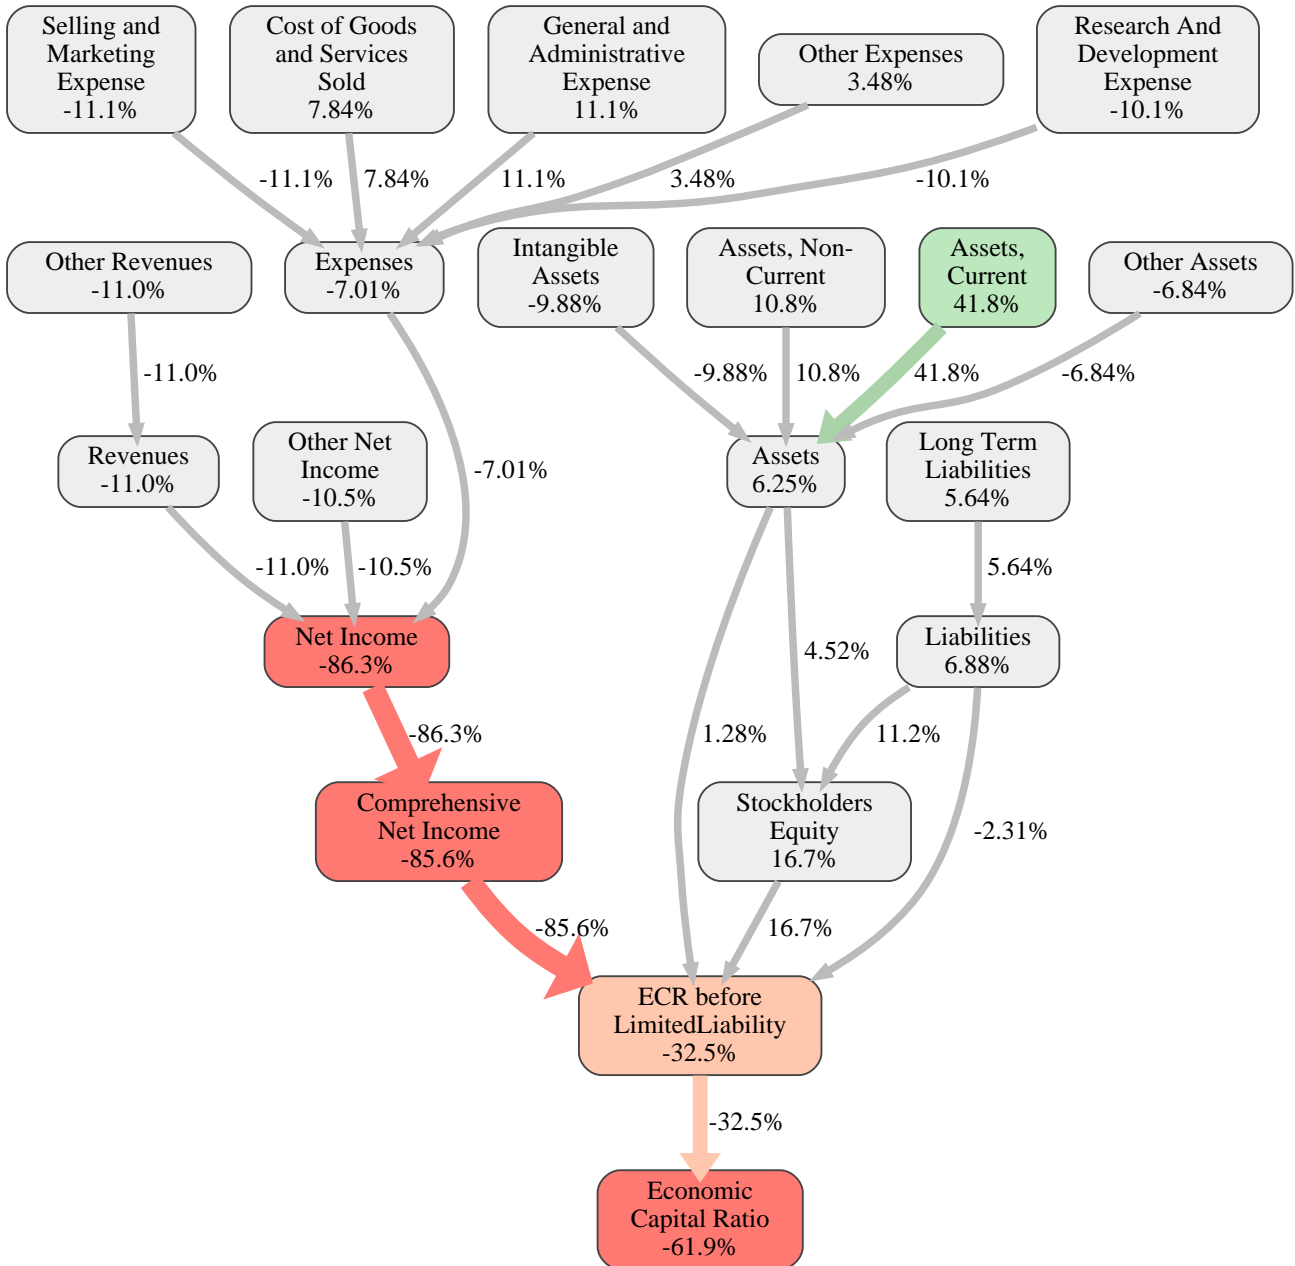 Selling and
Marketing
Expense
-11.1%
Cost of Goods
and Services
Sold
7.84%
General and
Administrative
Expense
11.1%
Other Expenses
3.48%
Research And
Development
Expense
-10.1%
-11.1%
7.84%
11.1%
3.48%
-10.1%
Other Revenues
-11.0%
Expenses
-7.01%
Intangible
Assets
-9.88%
Assets, Non-
Current
10.8%
Assets,
Current
41.8%
Other Assets
-6.84%
-11.0%
-9.88%
10.8%
41.8%
-6.84%
Revenues
-11.0%
Other Net
Income
-10.5%
-7.01%
Assets
6.25%
Long Term
Liabilities
5.64%
-11.0%
-10.5%
5.64%
Net Income
-86.3%
4.52%
Liabilities
6.88%
-86.3%
1.28%
11.2%
Comprehensive
Net Income
-85.6%
Stockholders
Equity
16.7%
-2.31%
-85.6%
16.7%
ECR before
LimitedLiability
-32.5%
-32.5%
Economic
Capital Ratio
-61.9%